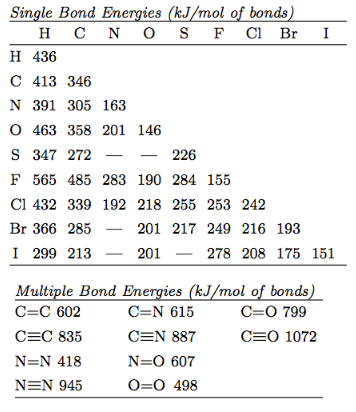 Single Bond Energies (kJ/mol of bonds)
H C N O S F Cl Br I
H 436
C 413 346
N 391 305 163
O 463 358 201 146
S 347 272 — — 226
F 565 485 283 190 284 155
Cl 432 339 192 218 255 253 242
Br 366 285 — 201 217 249 216 193
I 299 213 — 201 — 278 208 175 151
Multiple Bond Energies (kJ/mol of bonds)
C=C 602 C=N 615 C=O 799
C≡C 835 C≡N 887 C≡O 1072
N=N 418 N=O 607
N≡N 945 O=O 498